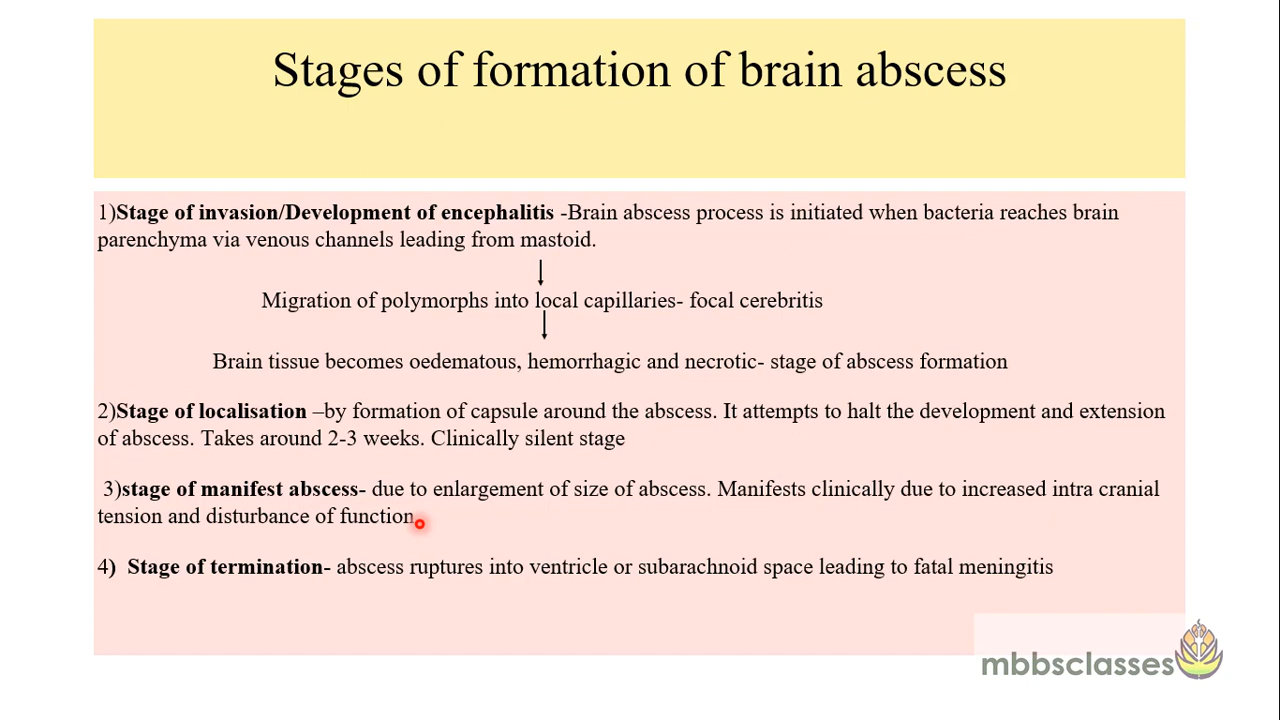 Stages of formation of brain abscess
1)Stage of invasion/Development of encephalitis -Brain abscess process is initiated when bacteria reaches brain
parenchyma via venous channels leading from mastoid.
Migration of polymorphs into local capillaries- focal cerebritis
Brain tissue becomes oedematous, hemorrhagic and necrotic- stage of abscess formation
2)Stage of localisation –by formation of capsule around the abscess. It attempts to halt the development and extension
of abscess. Takes around 2-3 weeks. Clinically silent stage
3)stage of manifest abscess- due to enlargement of size of abscess. Manifests clinically due to increased intra cranial
tension and disturbance of function
4) Stage of termination- abscess ruptures into ventricle or subarachnoid space leading to fatal meningitis
mbbsclasses